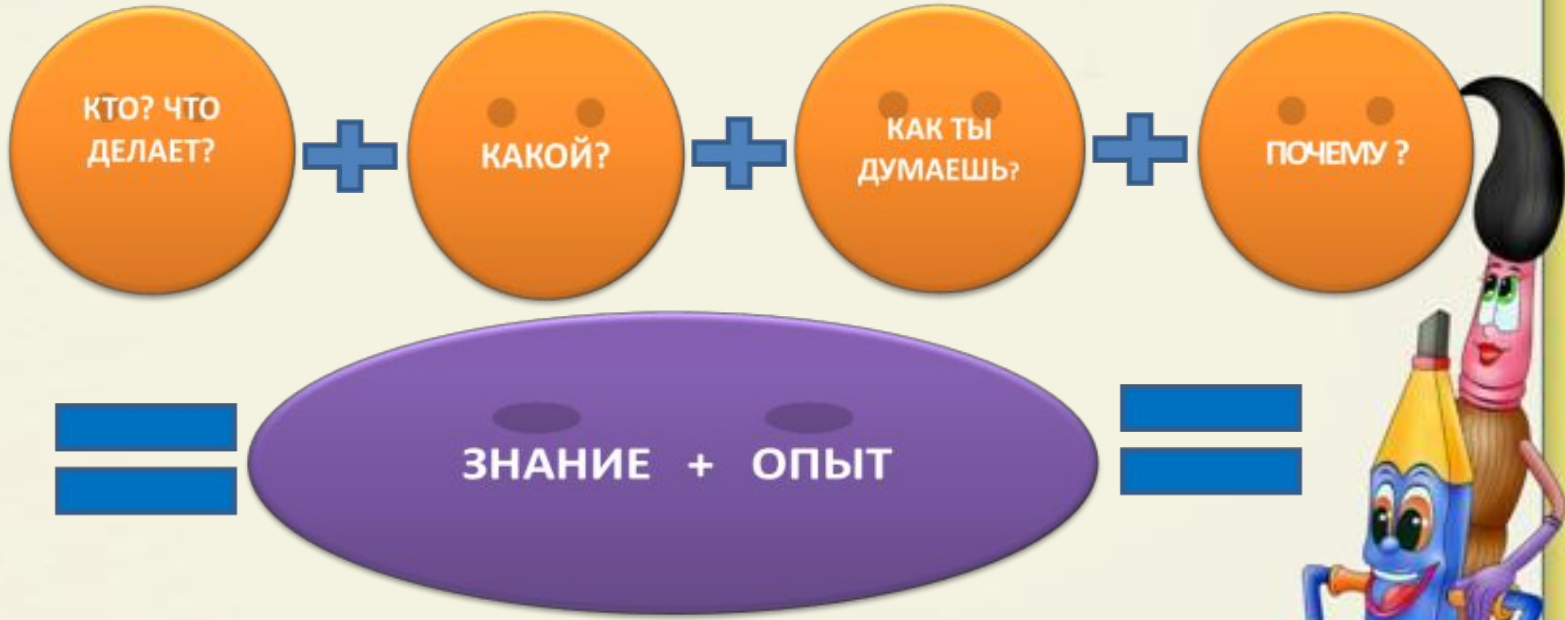 КТО? ЧТО
ДЕЛАЕТ?
КАКОЙ?
КАК ТЫ
ДУМАЕШЬ?
ПОЧЕМУ ?
ЗНАНИЕ + ОПЫТ